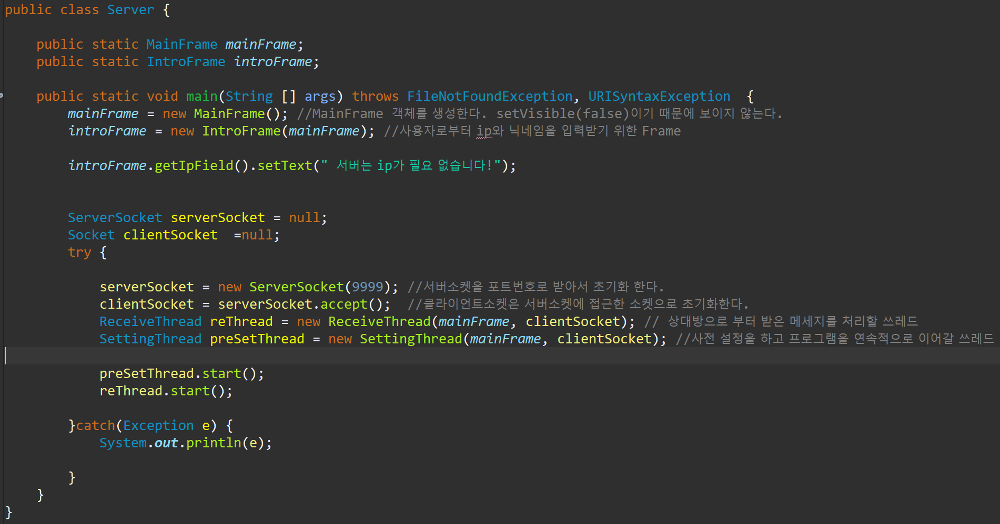 public class Server {
public static MainFrame mainFrame;
public static IntroFrame introFrame;
public static void main(String [] args) throws FileNotFoundException, URISyntaxException  {
mainFrame = new MainFrame(); //MainFrame 객체를 생성한다. setVisible(false)이기 때문에 보이지 않는다.
introFrame = new IntroFrame(mainFrame); //사용자로부터 ip와 닉네임을 입력받기 위한 Frame
introFrame.getIpField().setText(" 서버는 ip가 필요 없습니다!");
ServerSocket serverSocket = null;
Socket clientSocket  =null;
try {
serverSocket = new ServerSocket(9999); //서버소켓을 포트번호로 받아서 초기화 한다.
clientSocket = serverSocket.accept();  //클라이언트소켓은 서버소켓에 접근한 소켓으로 초기화한다.
ReceiveThread reThread = new ReceiveThread(mainFrame, clientSocket); // 상대방으로 부터 받은 메세지를 처리할 쓰레드
SettingThread preSetThread = new SettingThread(mainFrame, clientSocket); //사전 설정을 하고 프로그램을 연속적으로 이어갈 쓰레드
preSetThread.start();
reThread.start();
}catch(Exception e) {
System.out.println(e);
}
}
}